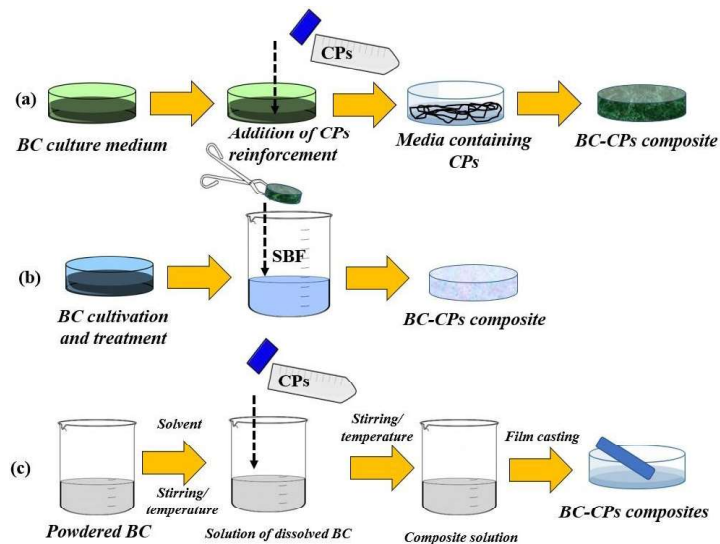 CPs
(a)
BC culture medium
Addition of CPs
reinforcement
Media containing
CPs
BC-CPs composite
(b)
SBF
BC cultivation
and treatment
BC-CPs composite
CPs
(c)
Solvent
Stirring/
temperature
Stirring/
temperature
Film casting
Powdered BC
Solution of dissolved BC
Composite solution
BC-CPs composites